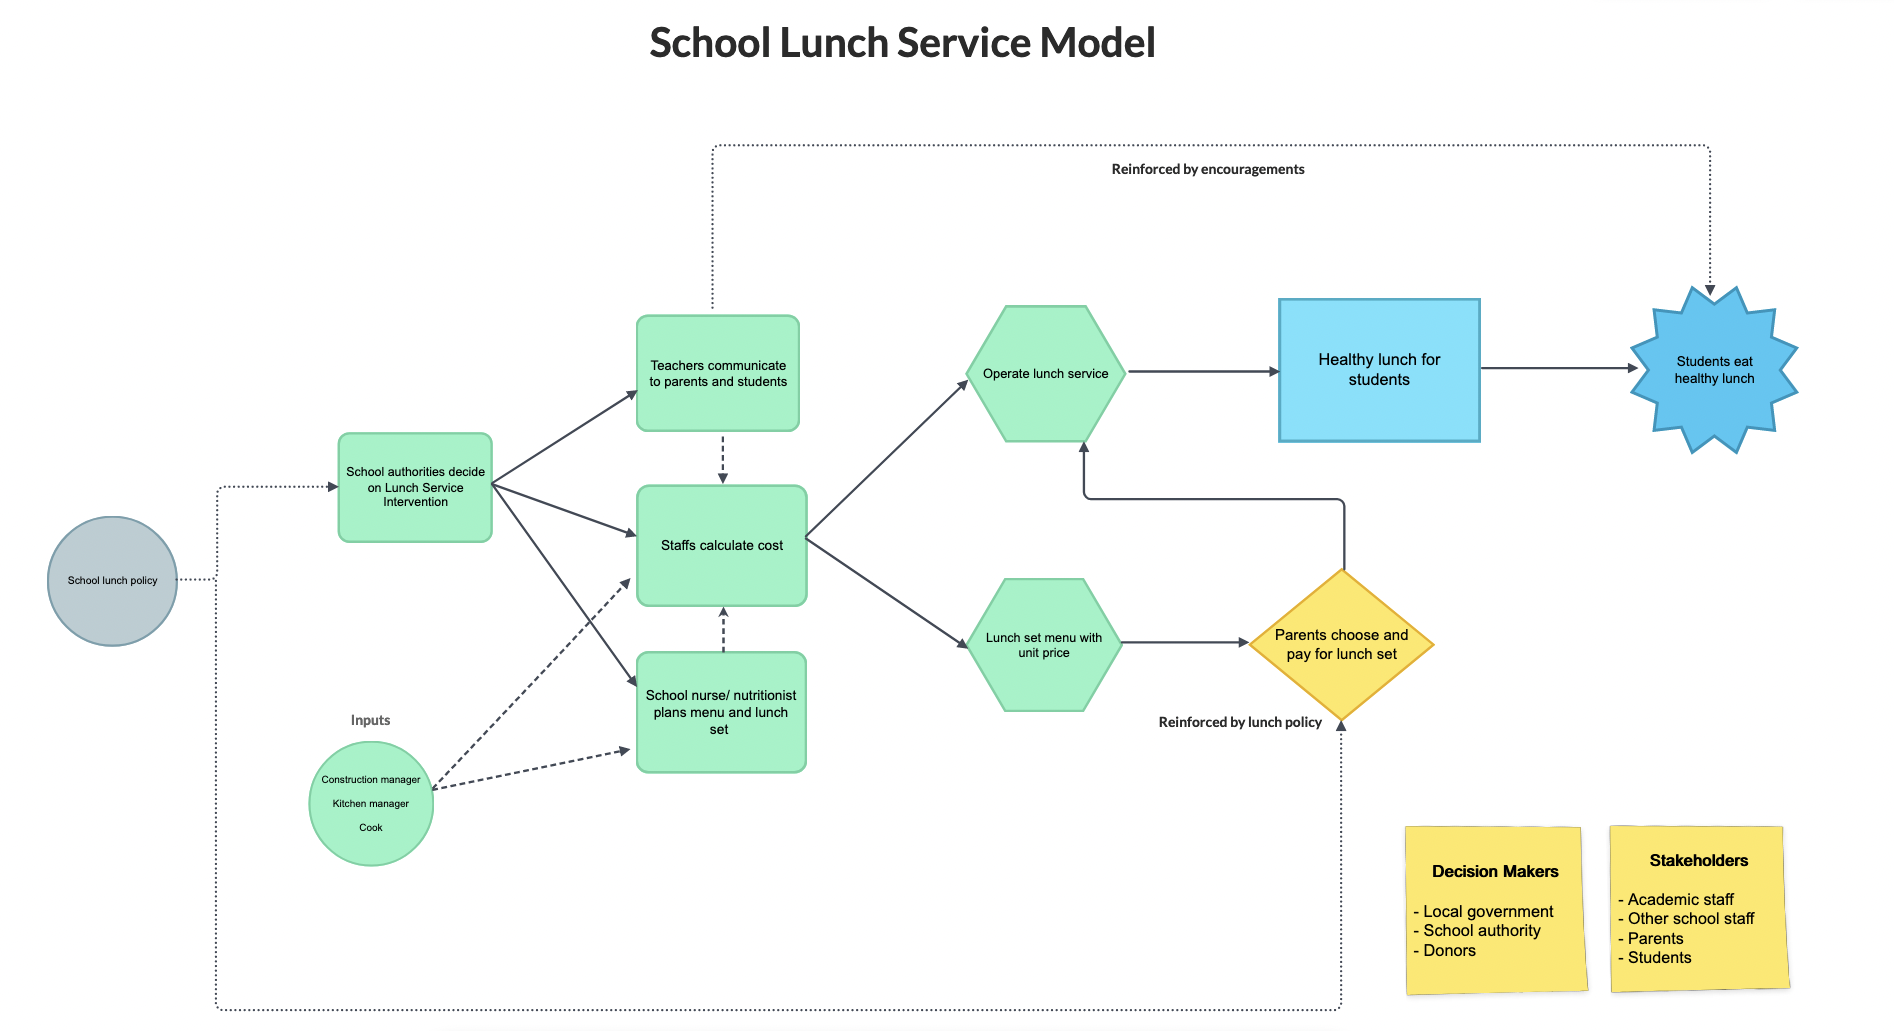 School Lunch Service Model
Reinforced by encouragements
Teachers communicate
to parents and students
Operate lunch service
Healthy lunch for
students
Students eat
healthy lunch
School authorities decide
on Lunch Service
Intervention
Staffs calculate cost
School lunch policy
Lunch set menu with
unit price
Parents choose and
pay for lunch set
School nurse/ nutritionist
plans menu and lunch
set
Reinforced by lunch policy
Inputs
Construction manager
Kitchen manager
Cook
Decision Makers
- Local government
- School authority
- Donors
Stakeholders
- Academic staff
- Other school staff
- Parents
- Students